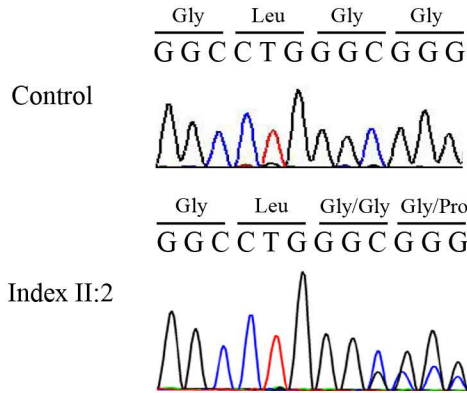 Gly Leu Gly Gly
G G C C T G G G C G G G
Control
Gly Leu Gly/Gly Gly/Pro
G G C C T G G G C G G G
Index II:2